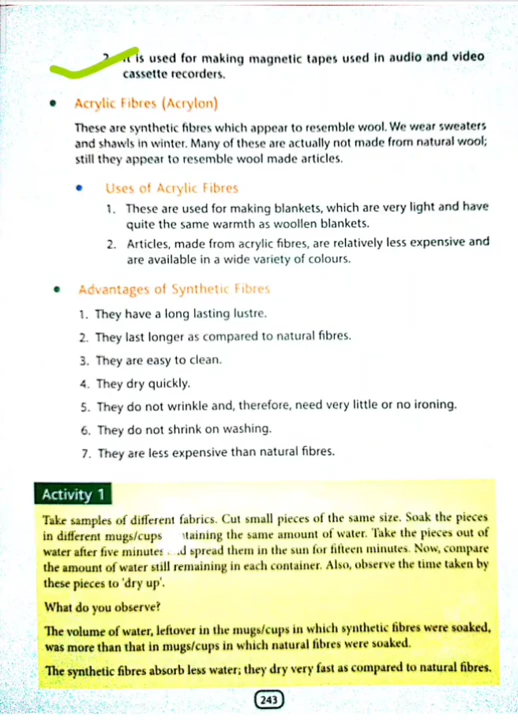 is used for making magnetic tapes used in audio and video
cassette recorders.
• Acrylic Fibres (Acrylon)
These are synthetic fibres which appear to resemble wool. We wear sweaters
and shawls in winter. Many of these are actually not made from natural wool;
still they appear to resemble wool made articles.
• Uses of Acrylic Fibres
1. These are used for making blankets, which are very light and have
quite the same warmth as woollen blankets.
2. Articles, made from acrylic fibres, are relatively less expensive and
are available in a wide variety of colours.
• Advantages of Synthetic Fibres
1. They have a long lasting lustre.
2. They last longer as compared to natural fibres.
3. They are easy to clean.
4. They dry quickly.
5. They do not wrinkle and, therefore, need very little or no ironing.
6. They do not shrink on washing.
7. They are less expensive than natural fibres.
Activity 1
Take samples of different fabrics. Cut small pieces of the same size. Soak the pieces
in different mugs/cups the same amount of water. Take the pieces out of
water after five minutes spread them in the sun for fifteen minutes. Now, compare
the amount of water still remaining in each container. Also, observe the time taken by
these pieces to 'dry up'.
What do you observe?
The volume of water, leftover in the mugs/cups in which synthetic fibres were soaked,
was more than that in mugs/cups in which natural fibres were soaked.
The synthetic fibres absorb less water; they dry very fast as compared to natural fibres.
243